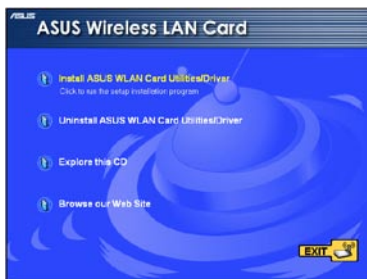 ASUS
ASUS Wireless LAN Card
Install ASUS WLAN Card Utilities/Driver
Click to run the setup installation program
Uninstall ASUS WLAN Card Utilities/Driver
Explore this CD
Browse our Web Site
EXIT